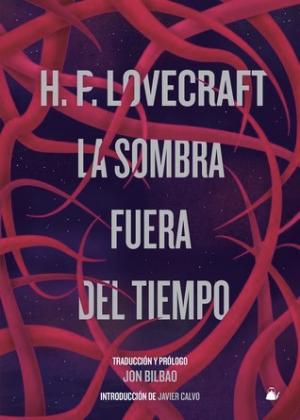 H. P. LOVECRAFT
LA SOMBRA
FUERA
DEL TIEMPO
TRADUCCIÓN Y PRÓLOGO
JON BILBAO
INTRODUCCIÓN DE JAVIER CALVO